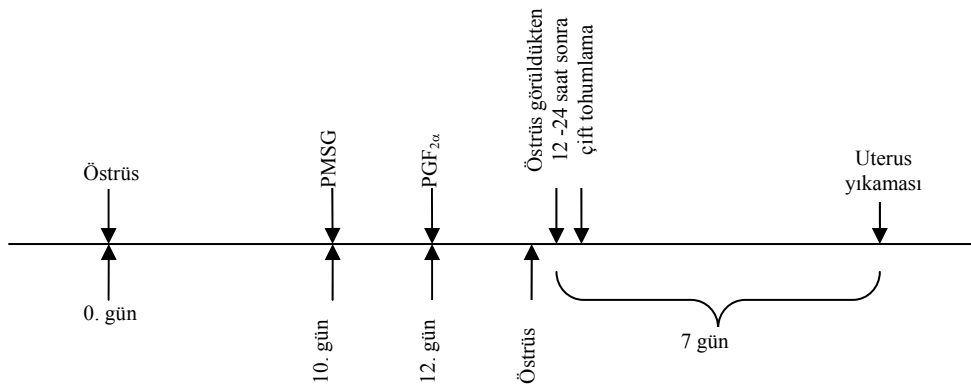 Östrüs
PMSG
PGF2α
Östrüs görüldükten
12 -24 saat sonra
çift tohumlama
Uterus
yıkaması
0. gün
10. gün
12. gün
Östrüs
7 gün